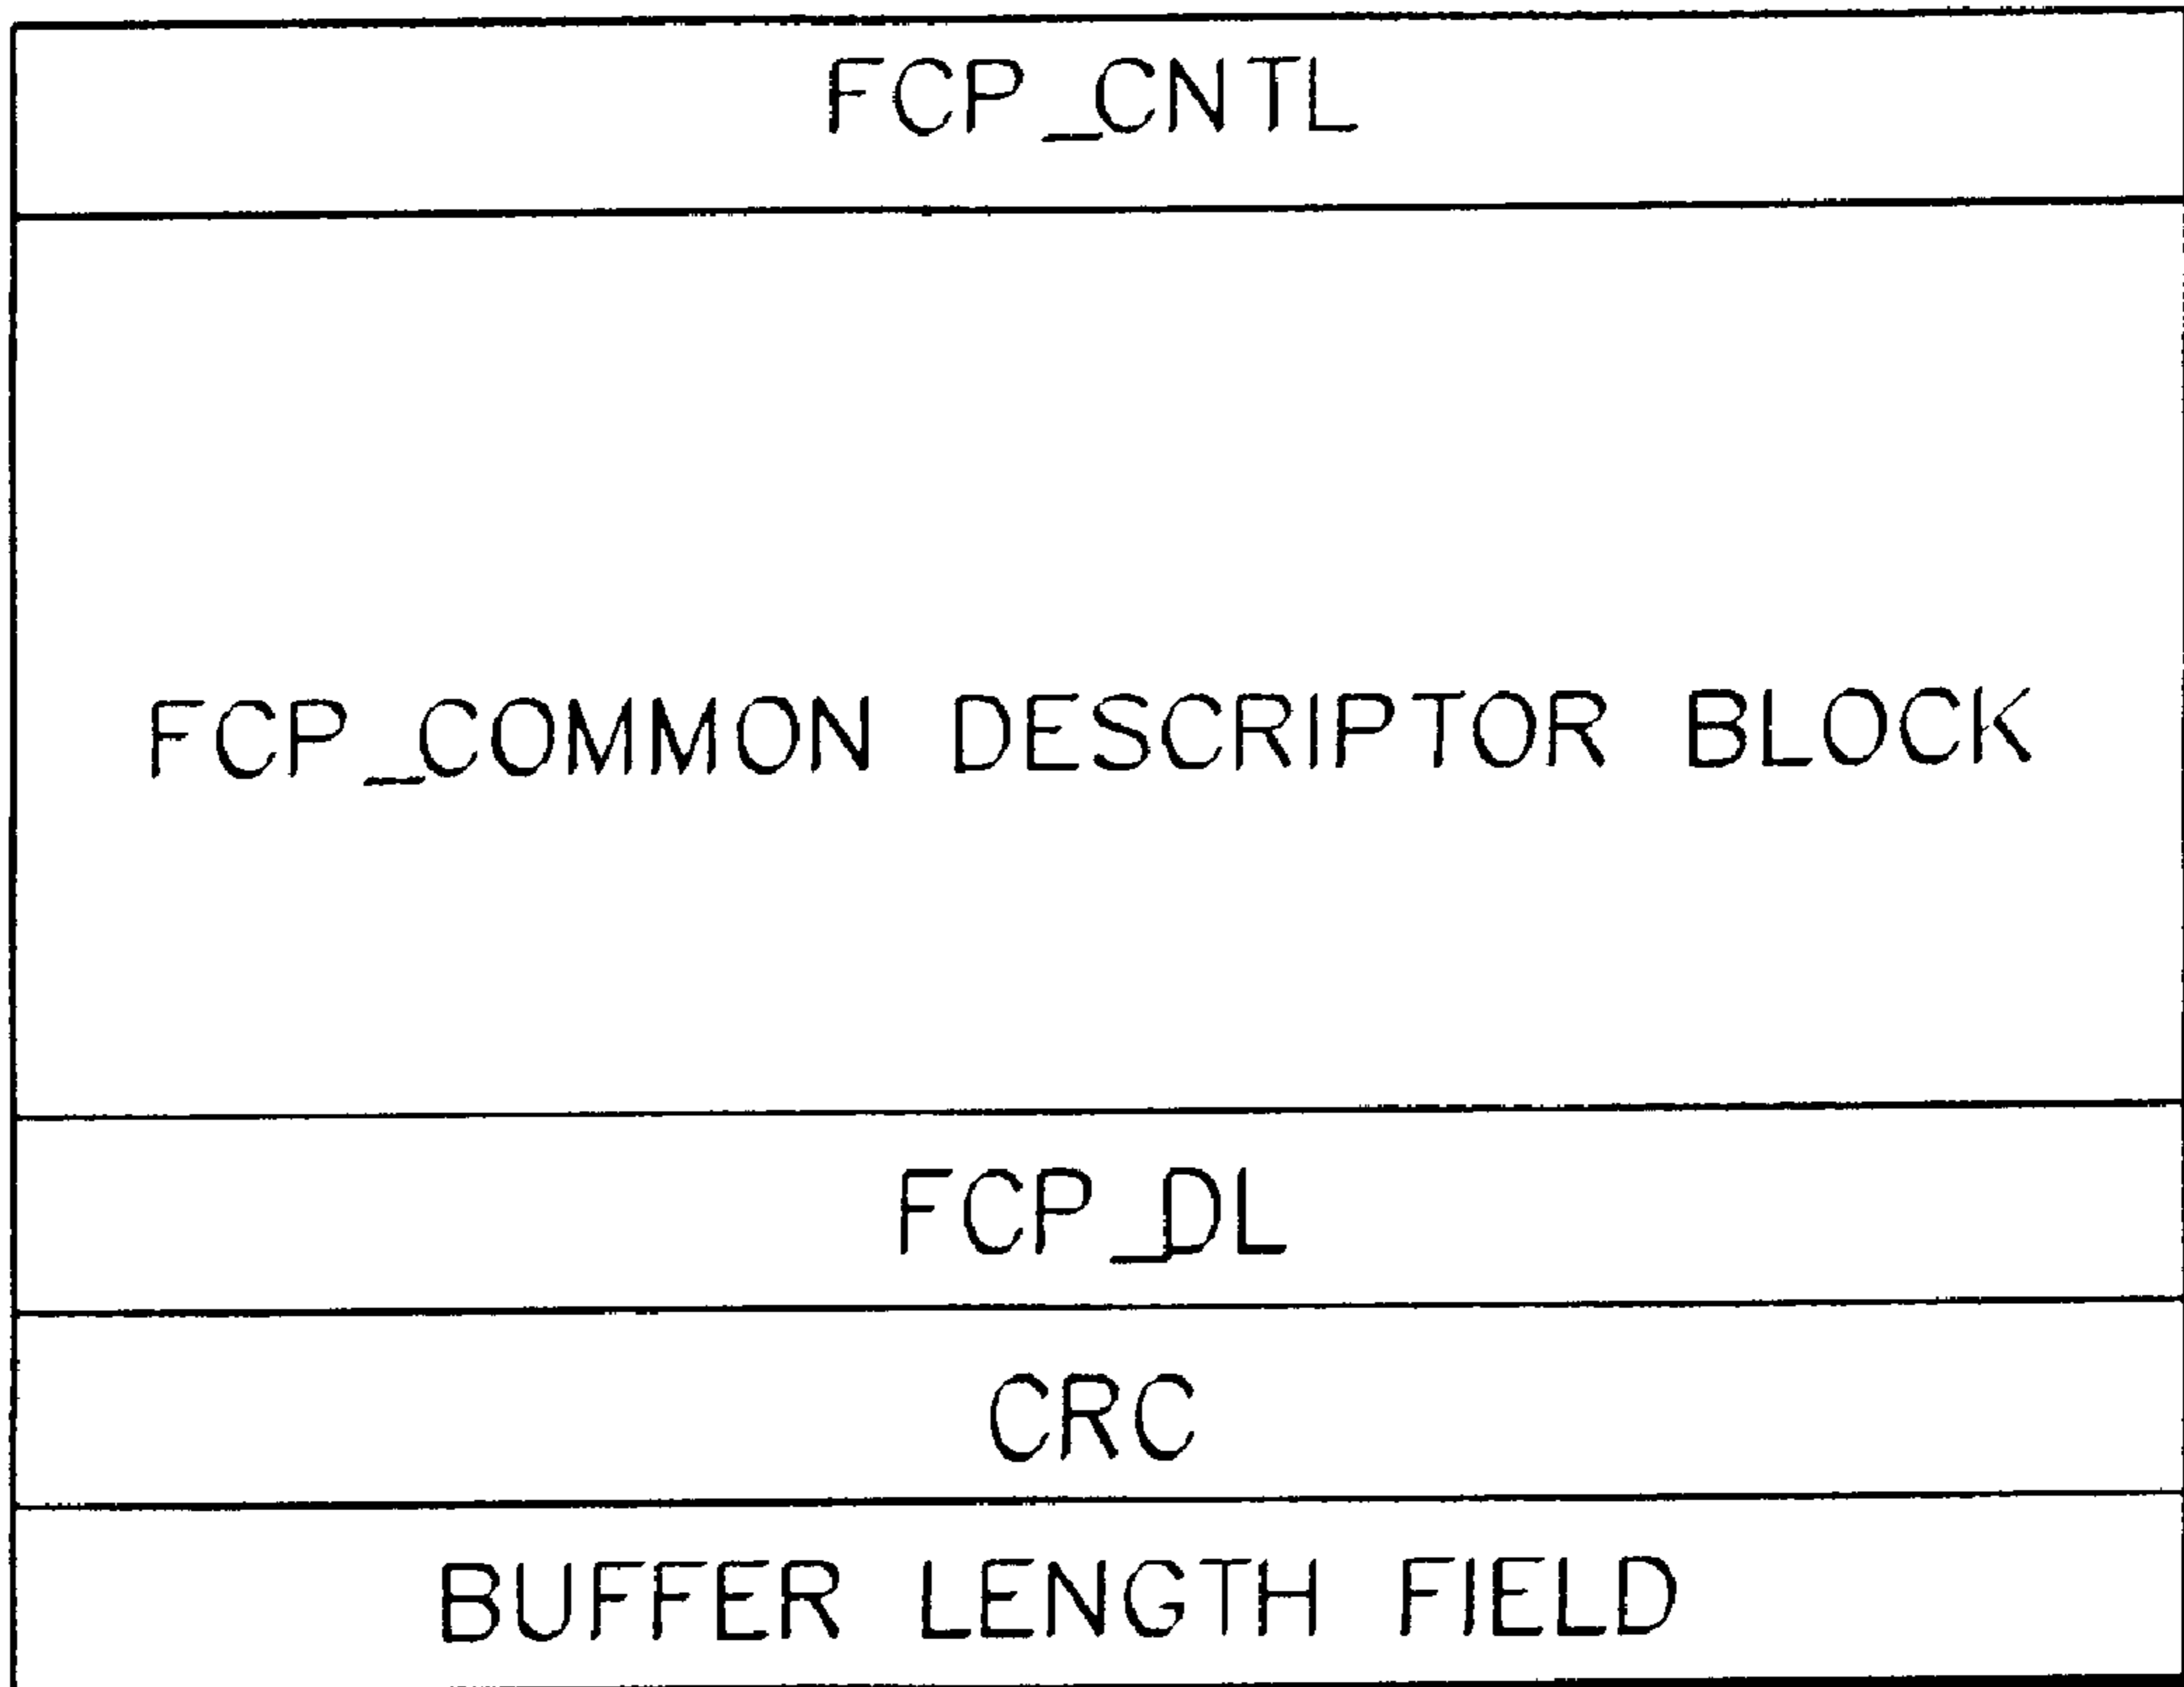 FCP_CNTL
FCP_COMMON DESCRIPTOR BLOCK
FCP_DL
CRC
BUFFER LENGTH FIELD